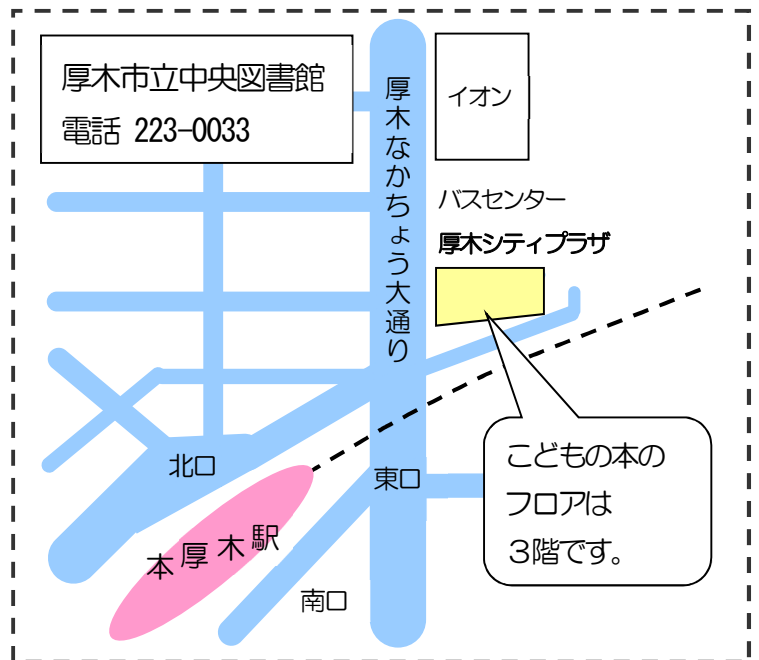 厚木市立中央図書館
電話 223-0033
厚木なかちょう大通り
イオン
バスセンター
厚木シティプラザ
北口
東口
本厚木駅
南口
こどもの本の
フロアは
3階です。